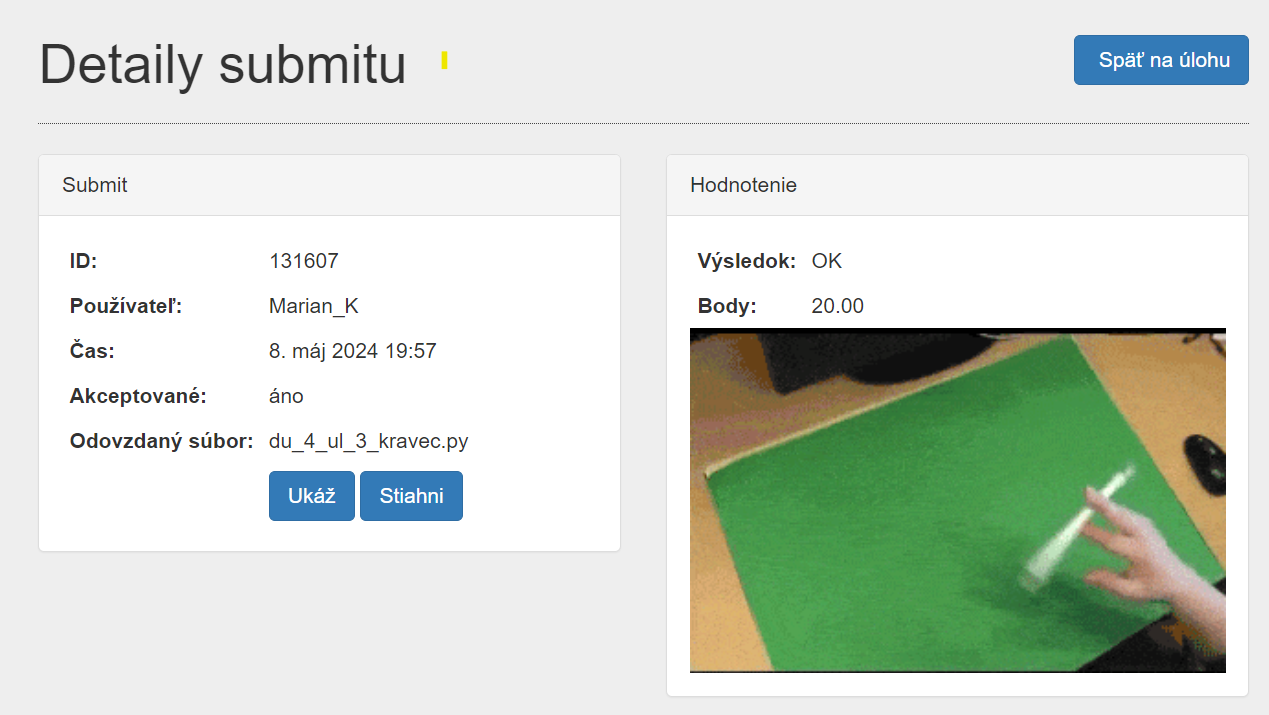 Detaily submitu
Späť na úlohu
Submit
ID: 131607
Používateľ: Marian_K
Čas: 8. máj 2024 19:57
Akceptované: áno
Odovzdaný súbor: du_4_ul_3_kravec.py
Ukáž Stiahni
Hodnotenie
Výsledok: OK
Body: 20.00